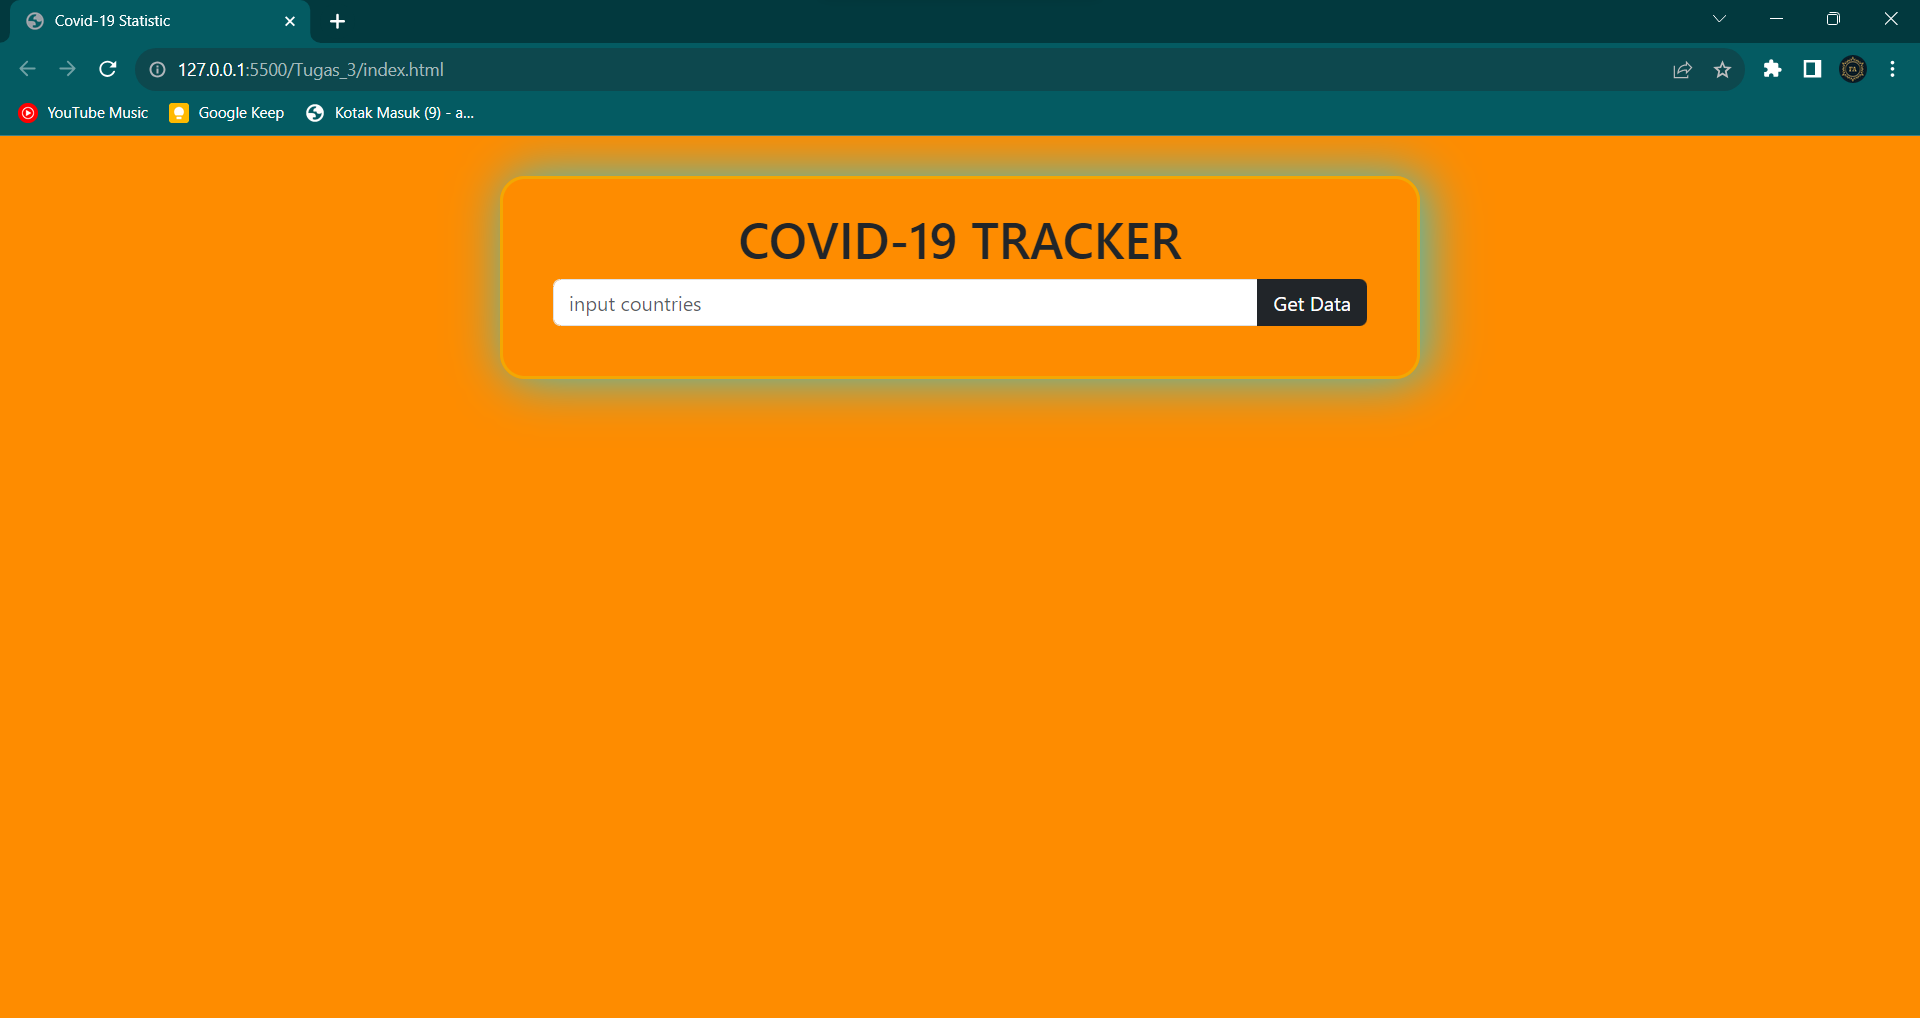 Covid-19 Statistic
127.0.0.1:5500/Tugas_3/index.html
YouTube Music Google Keep Kotak Masuk (9) - a...
COVID-19 TRACKER
input countries Get Data